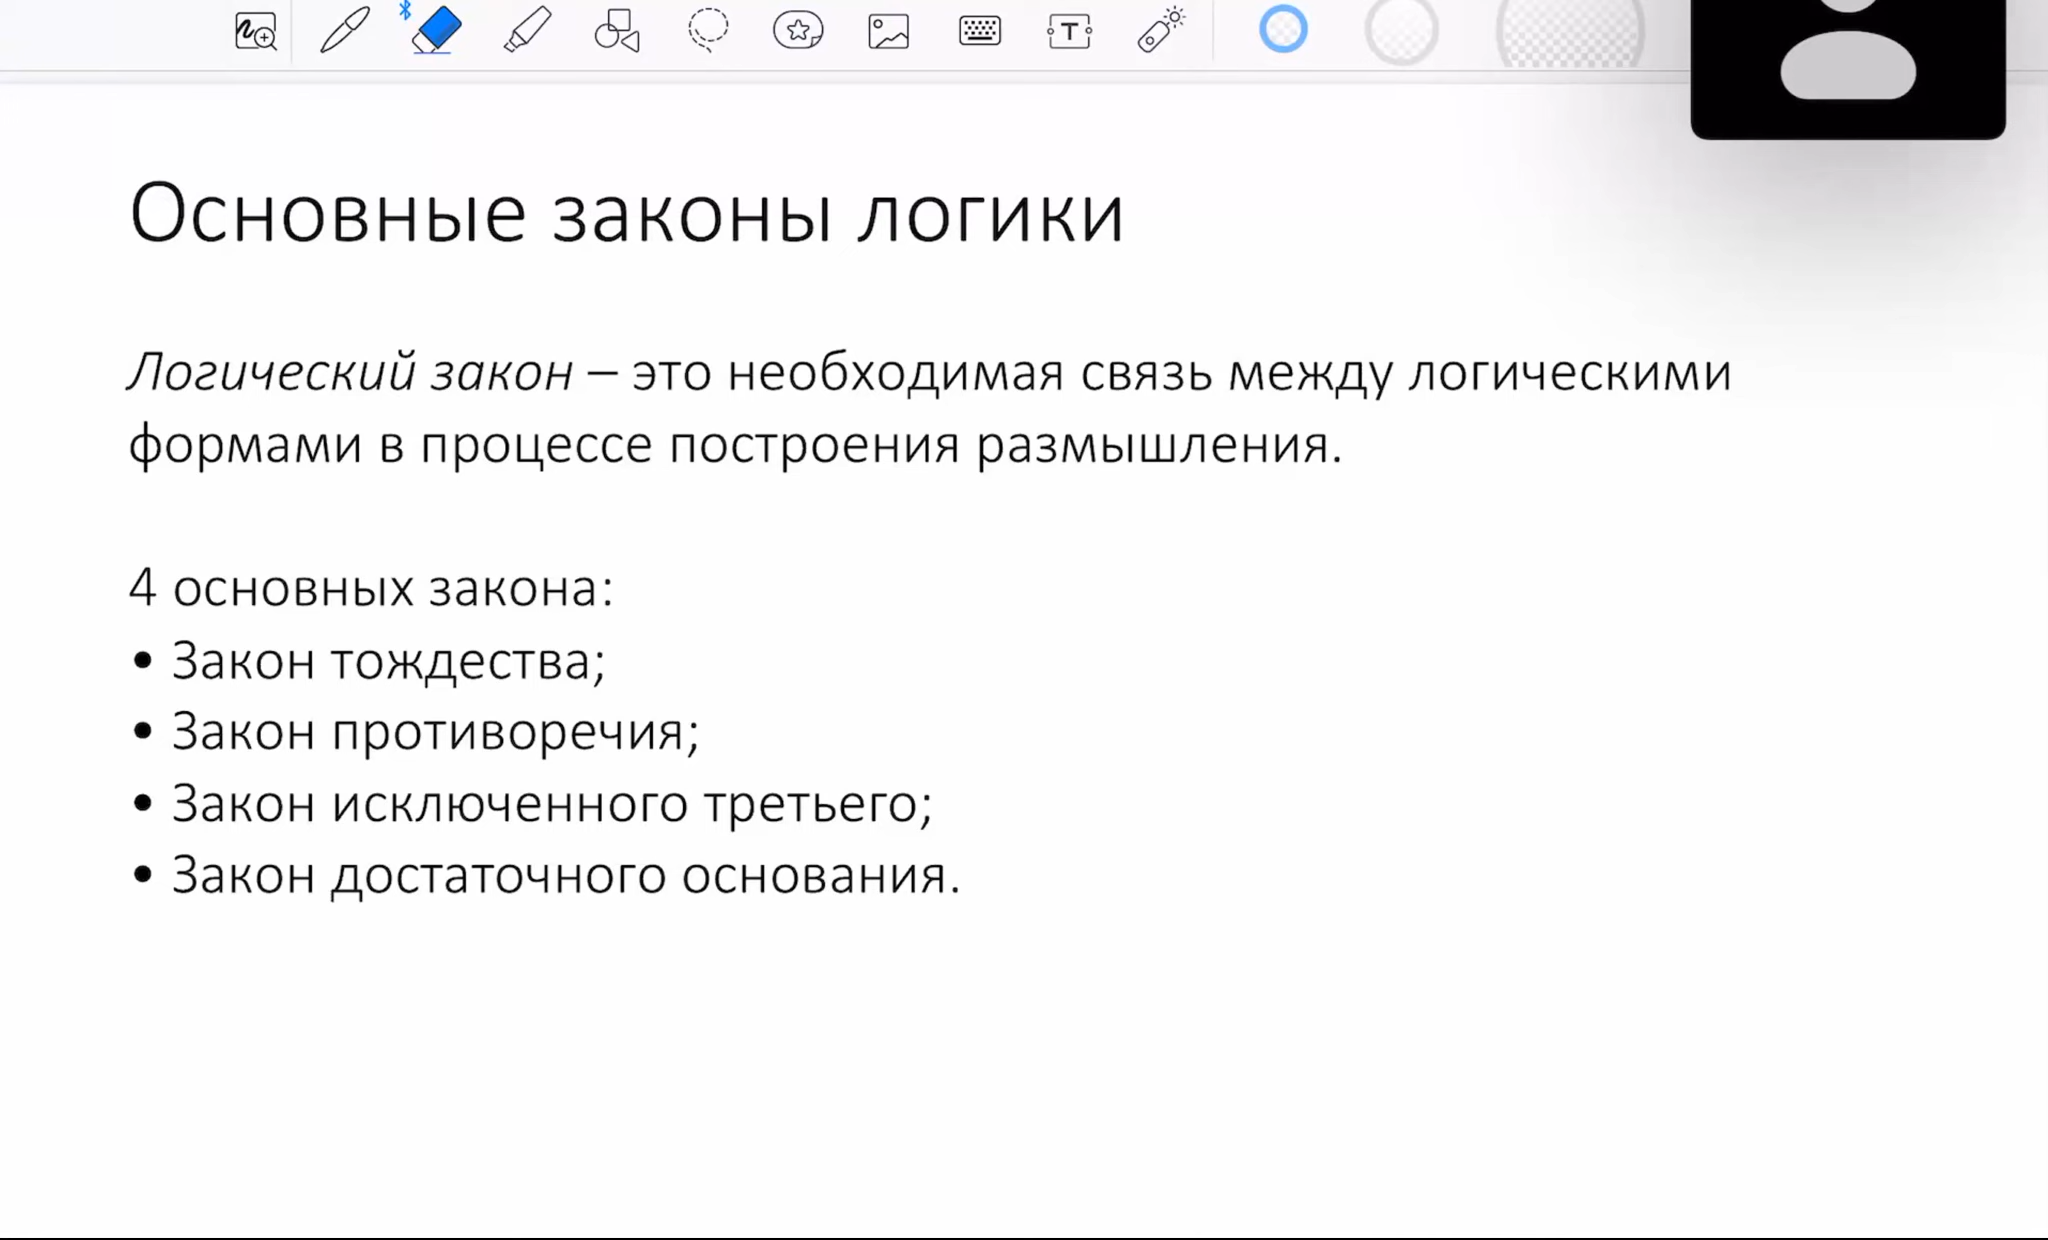 Основные законы логики
Логический закон – это необходимая связь между логическими
формами в процессе построения размышления.
4 основных закона:
• Закон тождества;
• Закон противоречия;
• Закон исключенного третьего;
• Закон достаточного основания.